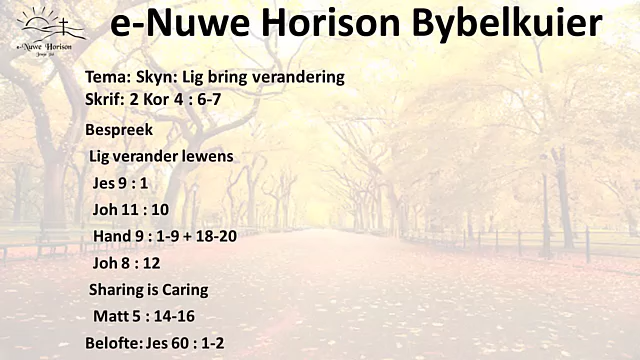 e-Nuwe Horison Bybelkuier
e-Nuwe Horison
Tema: Skyn: Lig bring verandering
Skrif: 2 Kor 4 : 6-7
Bespreek
Lig verander lewens
Jes 9 : 1
Joh 11 : 10
Hand 9 : 1-9 + 18-20
Joh 8 : 12
Sharing is Caring
Matt 5 : 14-16
Belofte: Jes 60 : 1-2